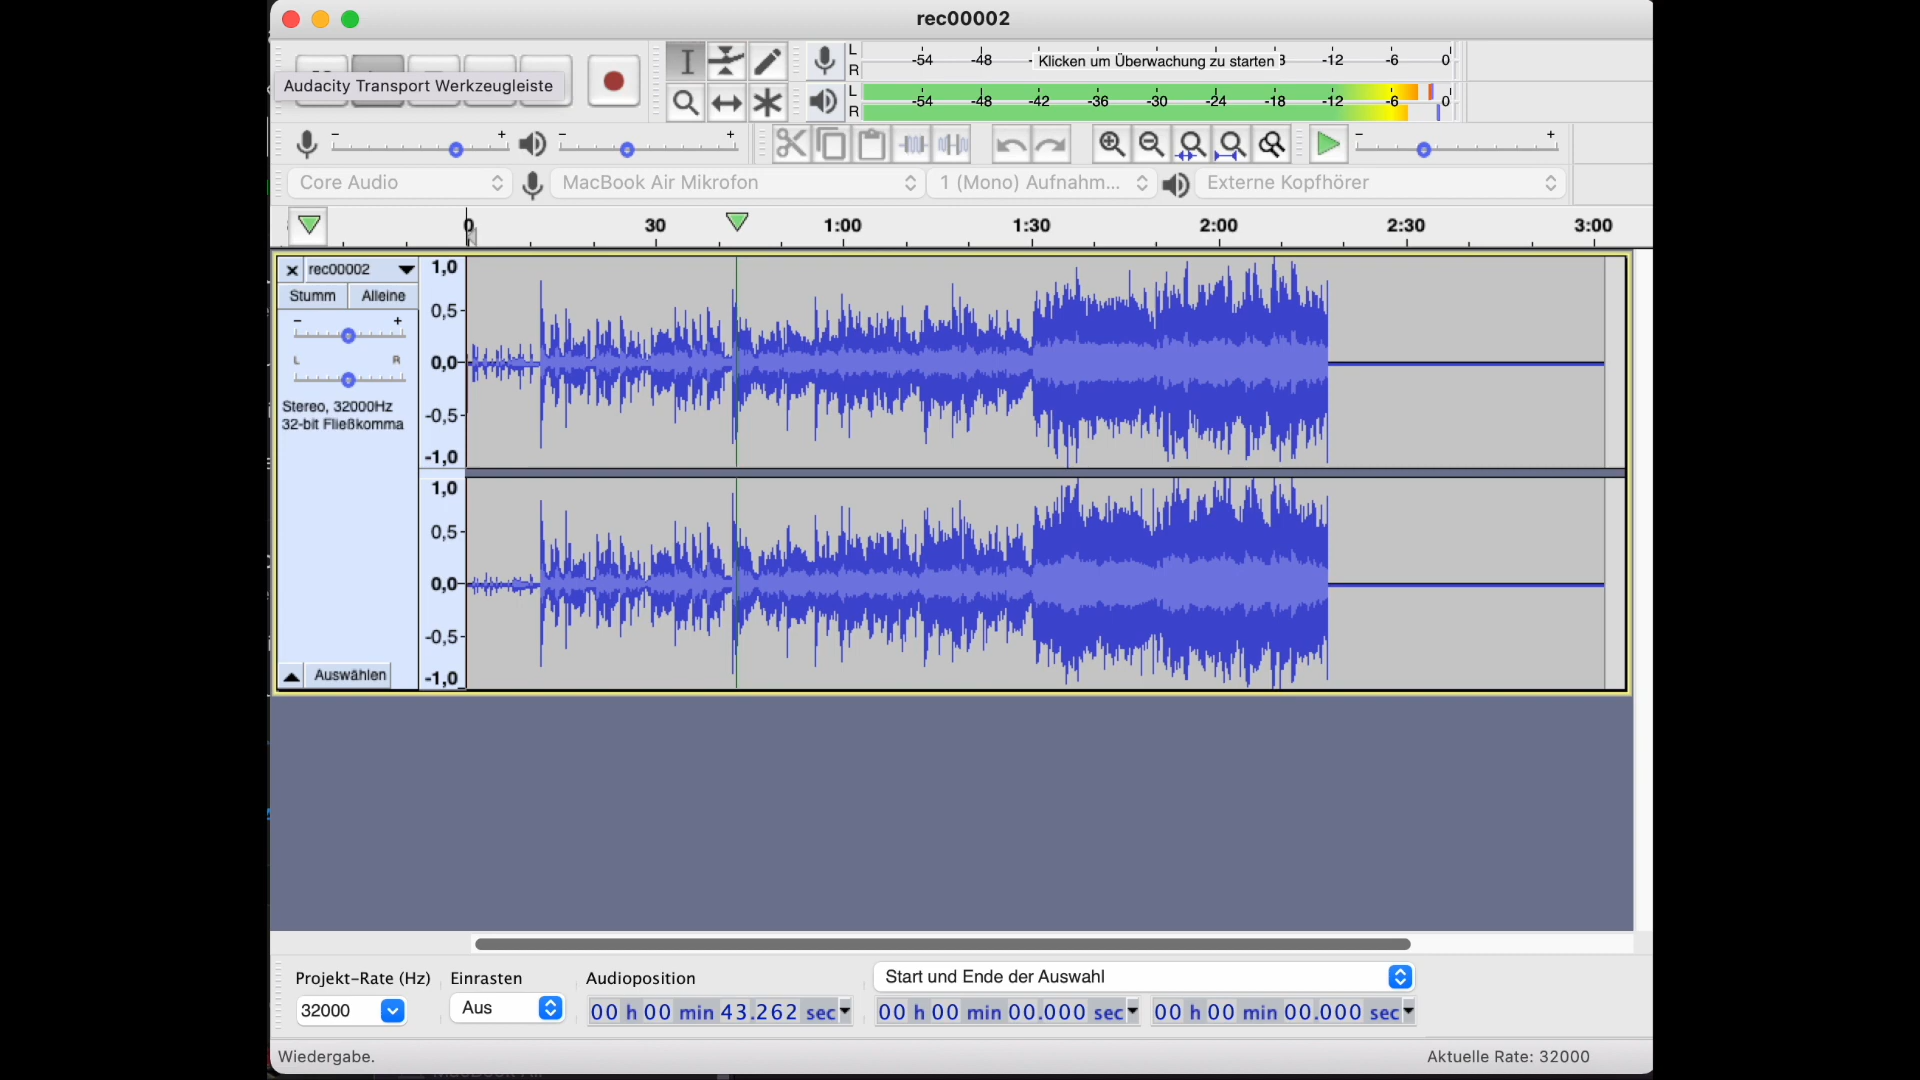 rec00002
Audacity Transport Werkzeugleiste
L
R
-54 -48 - Klicken um Überwachung zu starten -12 -6 0
L
R
-54 -48 -42 -36 -30 -24 -18 -12 -6 0
- + - +
- +
Core Audio
MacBook Air Mikrofon
1 (Mono) Aufnahm...
Externe Kopfhörer
0 30 1:00 1:30 2:00 2:30 3:00
rec00002
Stumm Alleine
- +
L R
Stereo, 32000Hz
32-bit Fließkomma
Auswählen
1,0
0,5
0,0
-0,5
-1,0
1,0
0,5
0,0
-0,5
-1,0
Projekt-Rate (Hz) Einrasten Audioposition
Start und Ende der Auswahl
32000 Aus 00 h 00 min 43.262 sec 00 h 00 min 00.000 sec 00 h 00 min 00.000 sec
Wiedergabe.
Aktuelle Rate: 32000